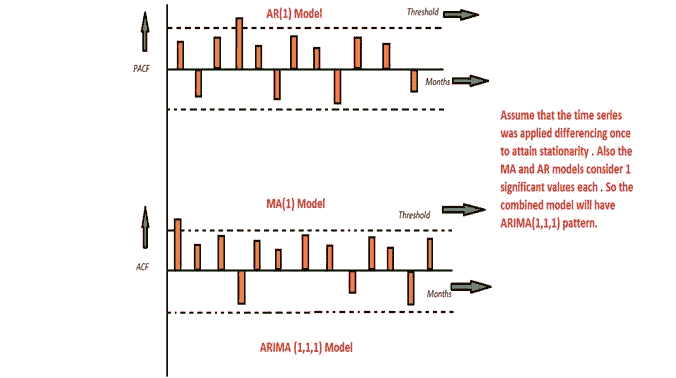 AR(1) Model
Threshold
PACF
Months
Assume that the time series
was applied differencing once
to attain stationarity . Also the
MA and AR models consider 1
significant values each . So the
combined model will have
ARIMA(1,1,1) pattern.
MA(1) Model
Threshold
ACF
Months
ARIMA (1,1,1) Model